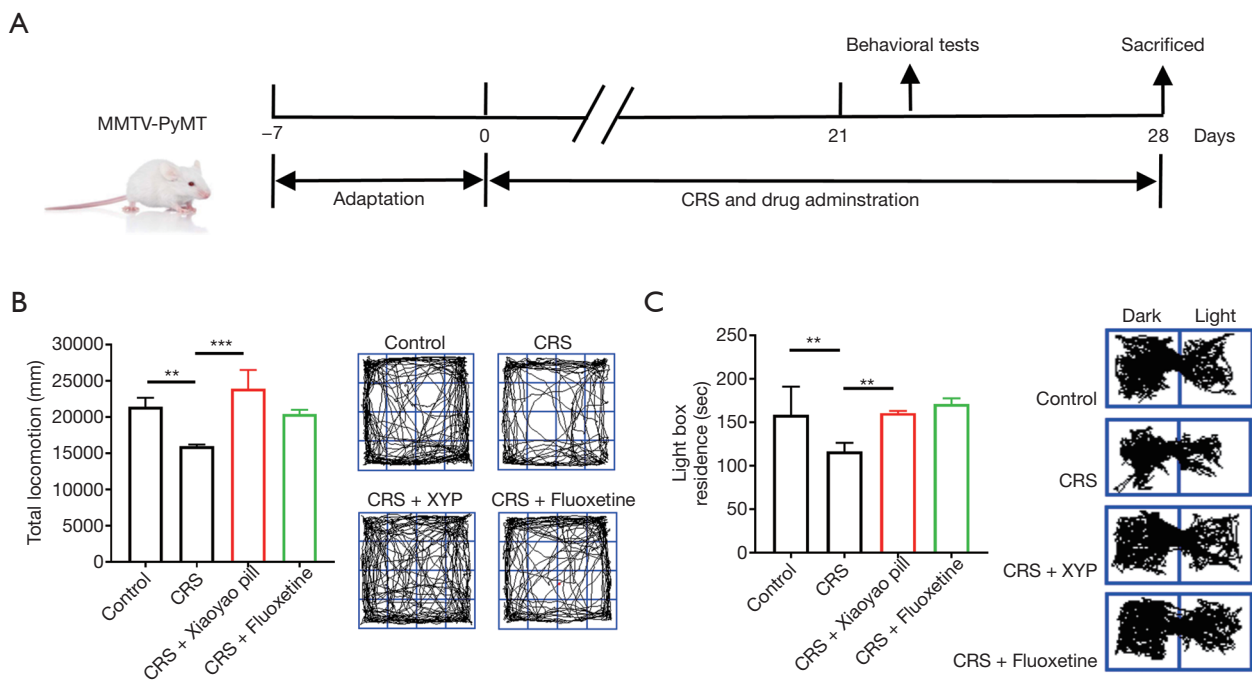 A
Behavioral tests
Sacrificed
MMTV-PyMT
−7
0
21
28
Days
Adaptation
CRS and drug adminstration
B
Total locomotion (mm)
30000
25000
20000
15000
10000
5000
0
**
***
Control
CRS
CRS + Xiaoyao pill
CRS + Fluoxetine
Control
CRS
CRS + XYP
CRS + Fluoxetine
C
Light box
residence (sec)
250
200
150
100
50
0
**
**
Control
CRS
CRS + Xiaoyao pill
CRS + Fluoxetine
Dark
Light
Control
CRS
CRS + XYP
CRS + Fluoxetine